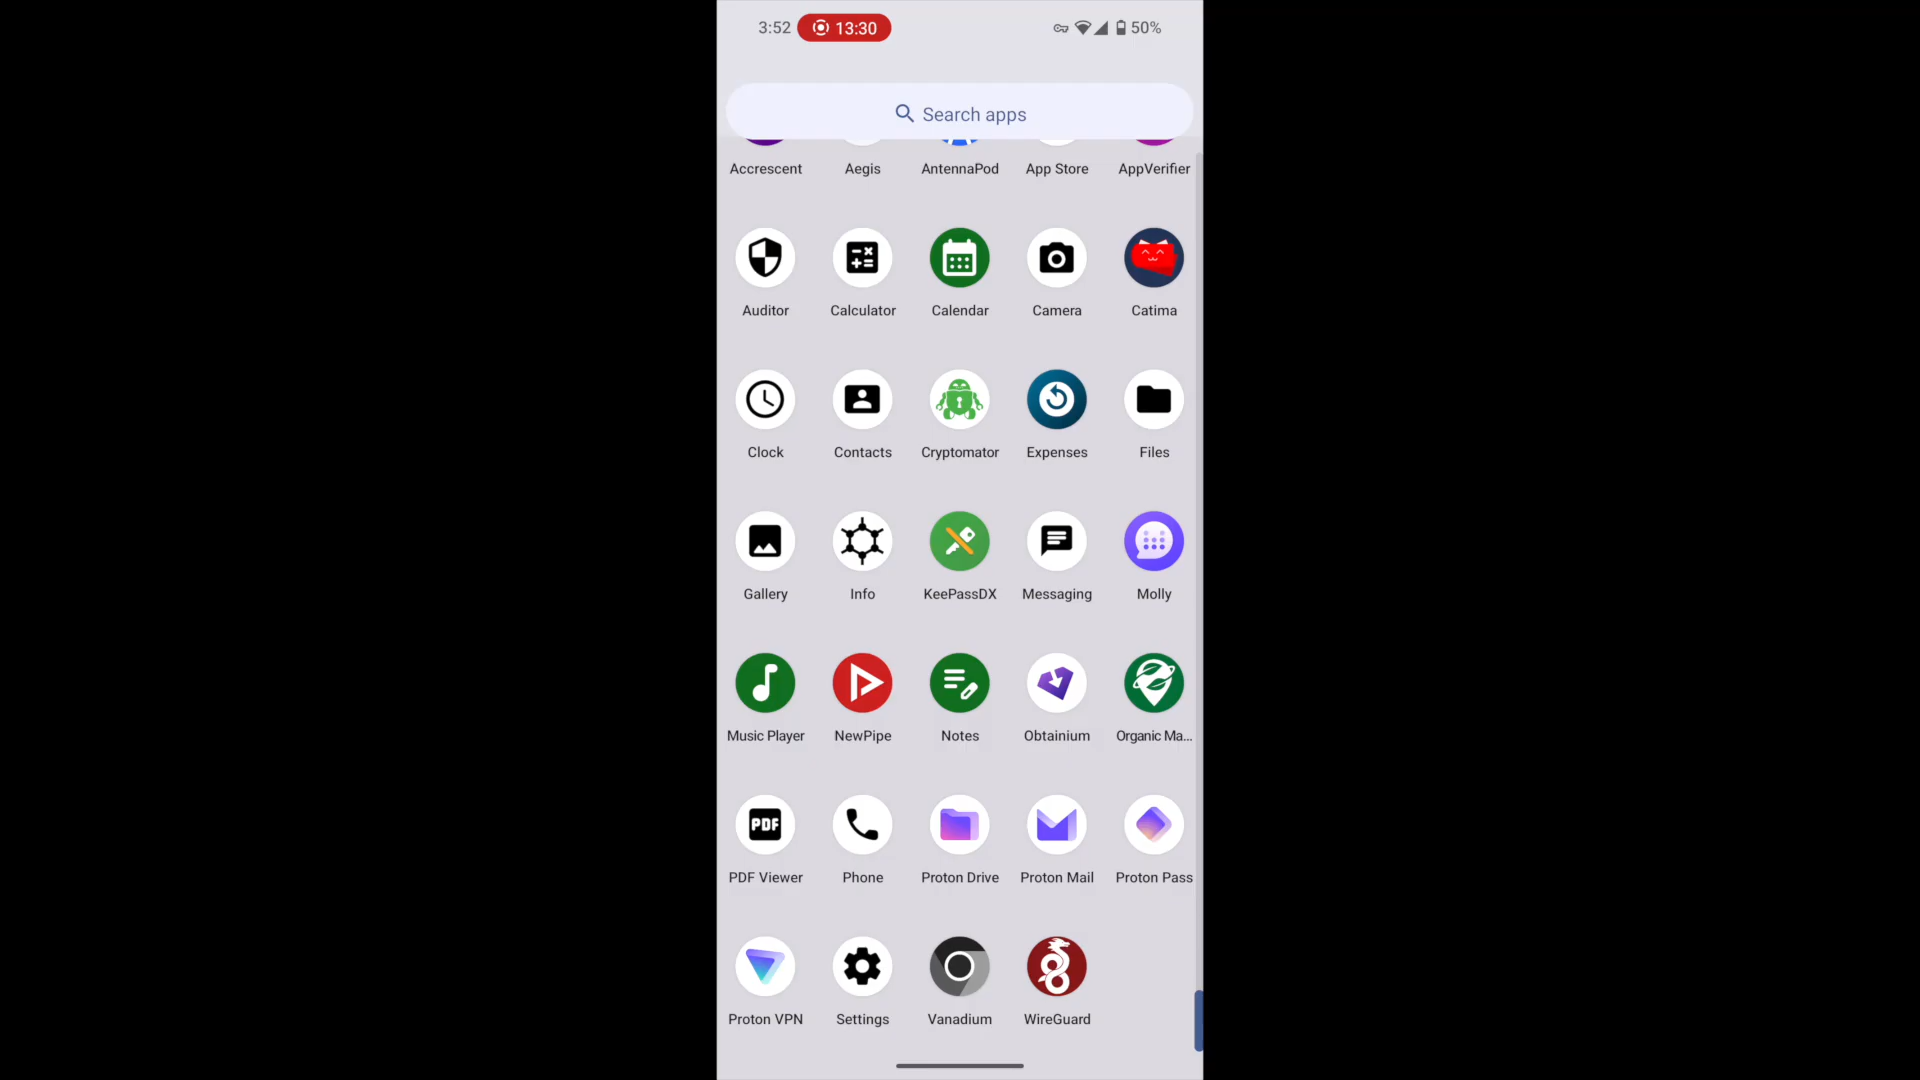 3:52 13:30 50%
Search apps
Accrescent Aegis AntennaPod App Store AppVerifier
Auditor Calculator Calendar Camera Catima
Clock Contacts Cryptomator Expenses Files
Gallery Info KeePassDX Messaging Molly
Music Player NewPipe Notes Obtainium Organic Ma...
PDF
PDF Viewer Phone Proton Drive Proton Mail Proton Pass
Proton VPN Settings Vanadium WireGuard